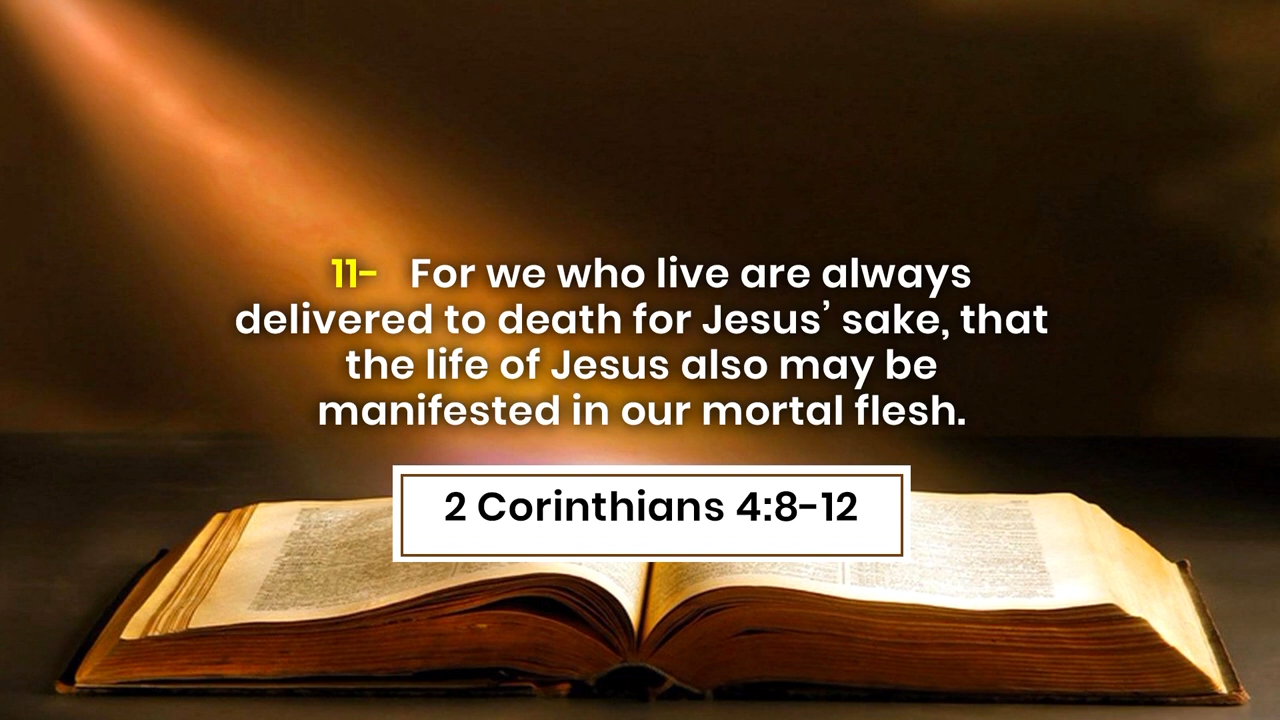 11- For we who live are always
delivered to death for Jesus’ sake, that
the life of Jesus also may be
manifested in our mortal flesh.
2 Corinthians 4:8-12